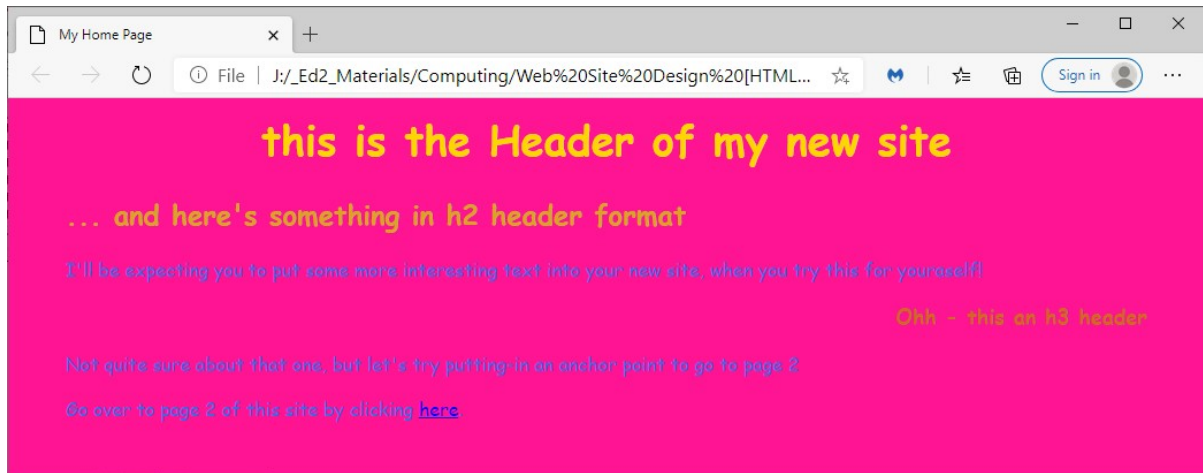 My Home Page
File J:/_Ed2_Materials/Computing/Web%20Site%20Design%20[HTML... Sign in
this is the Header of my new site
... and here's something in h2 header format
I'll be expecting you to put some more interesting text into your new site, when you try this for youraself!
Ohh - this an h3 header
Not quite sure about that one, but let's try putting-in an anchor point to go to page 2
Go over to page 2 of this site by clicking here